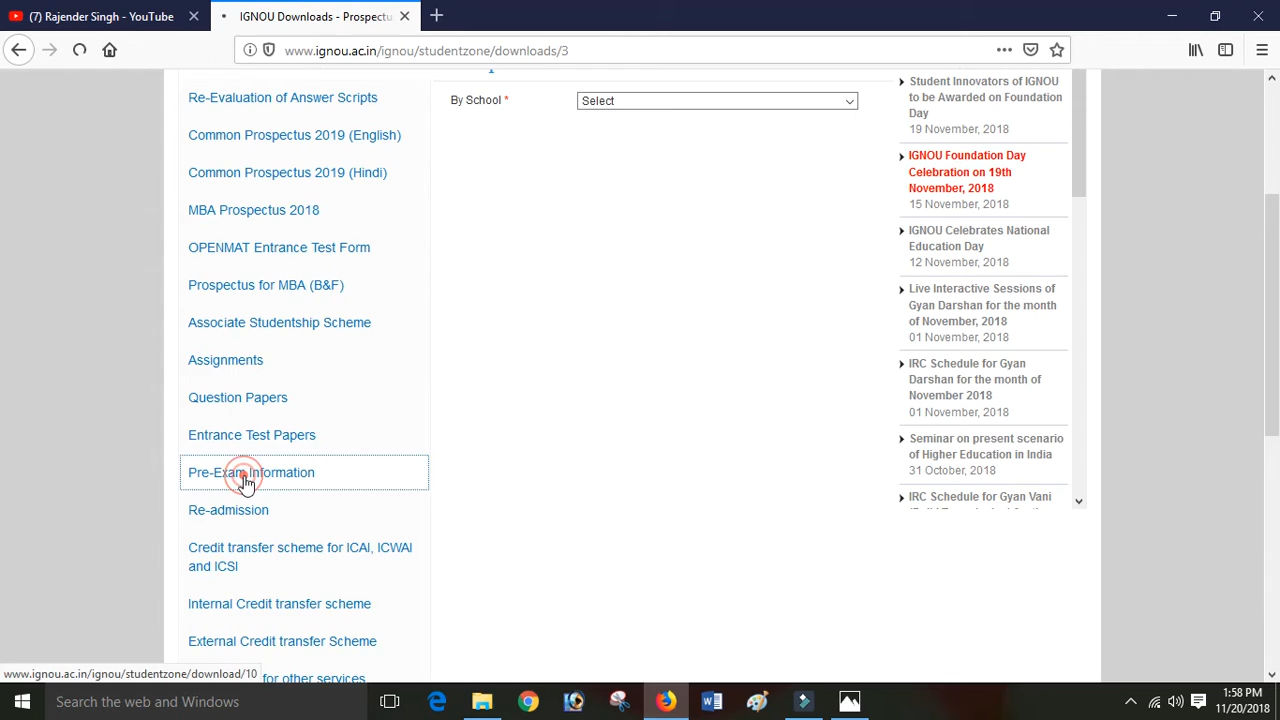 (7) Rajender Singh - YouTube
IGNOU Downloads - Prospectu
www.ignou.ac.in/ignou/studentzone/downloads/3
Re-Evaluation of Answer Scripts
Common Prospectus 2019 (English)
Common Prospectus 2019 (Hindi)
MBA Prospectus 2018
OPENMAT Entrance Test Form
Prospectus for MBA (B&F)
Associate Studentship Scheme
Assignments
Question Papers
Entrance Test Papers
Pre-Exam Information
Re-admission
Credit transfer scheme for ICAI, ICWAI
and ICSI
Internal Credit transfer scheme
External Credit transfer Scheme
for other services
By School *
Select
Student Innovators of IGNOU
to be Awarded on Foundation
Day
19 November, 2018
IGNOU Foundation Day
Celebration on 19th
November, 2018
15 November, 2018
IGNOU Celebrates National
Education Day
12 November, 2018
Live Interactive Sessions of
Gyan Darshan for the month
of November, 2018
01 November, 2018
IRC Schedule for Gyan
Darshan for the month of
November 2018
01 November, 2018
Seminar on present scenario
of Higher Education in India
31 October, 2018
IRC Schedule for Gyan Vani
www.ignou.ac.in/ignou/studentzone/download/10
Search the web and Windows
1:58 PM
11/20/2018